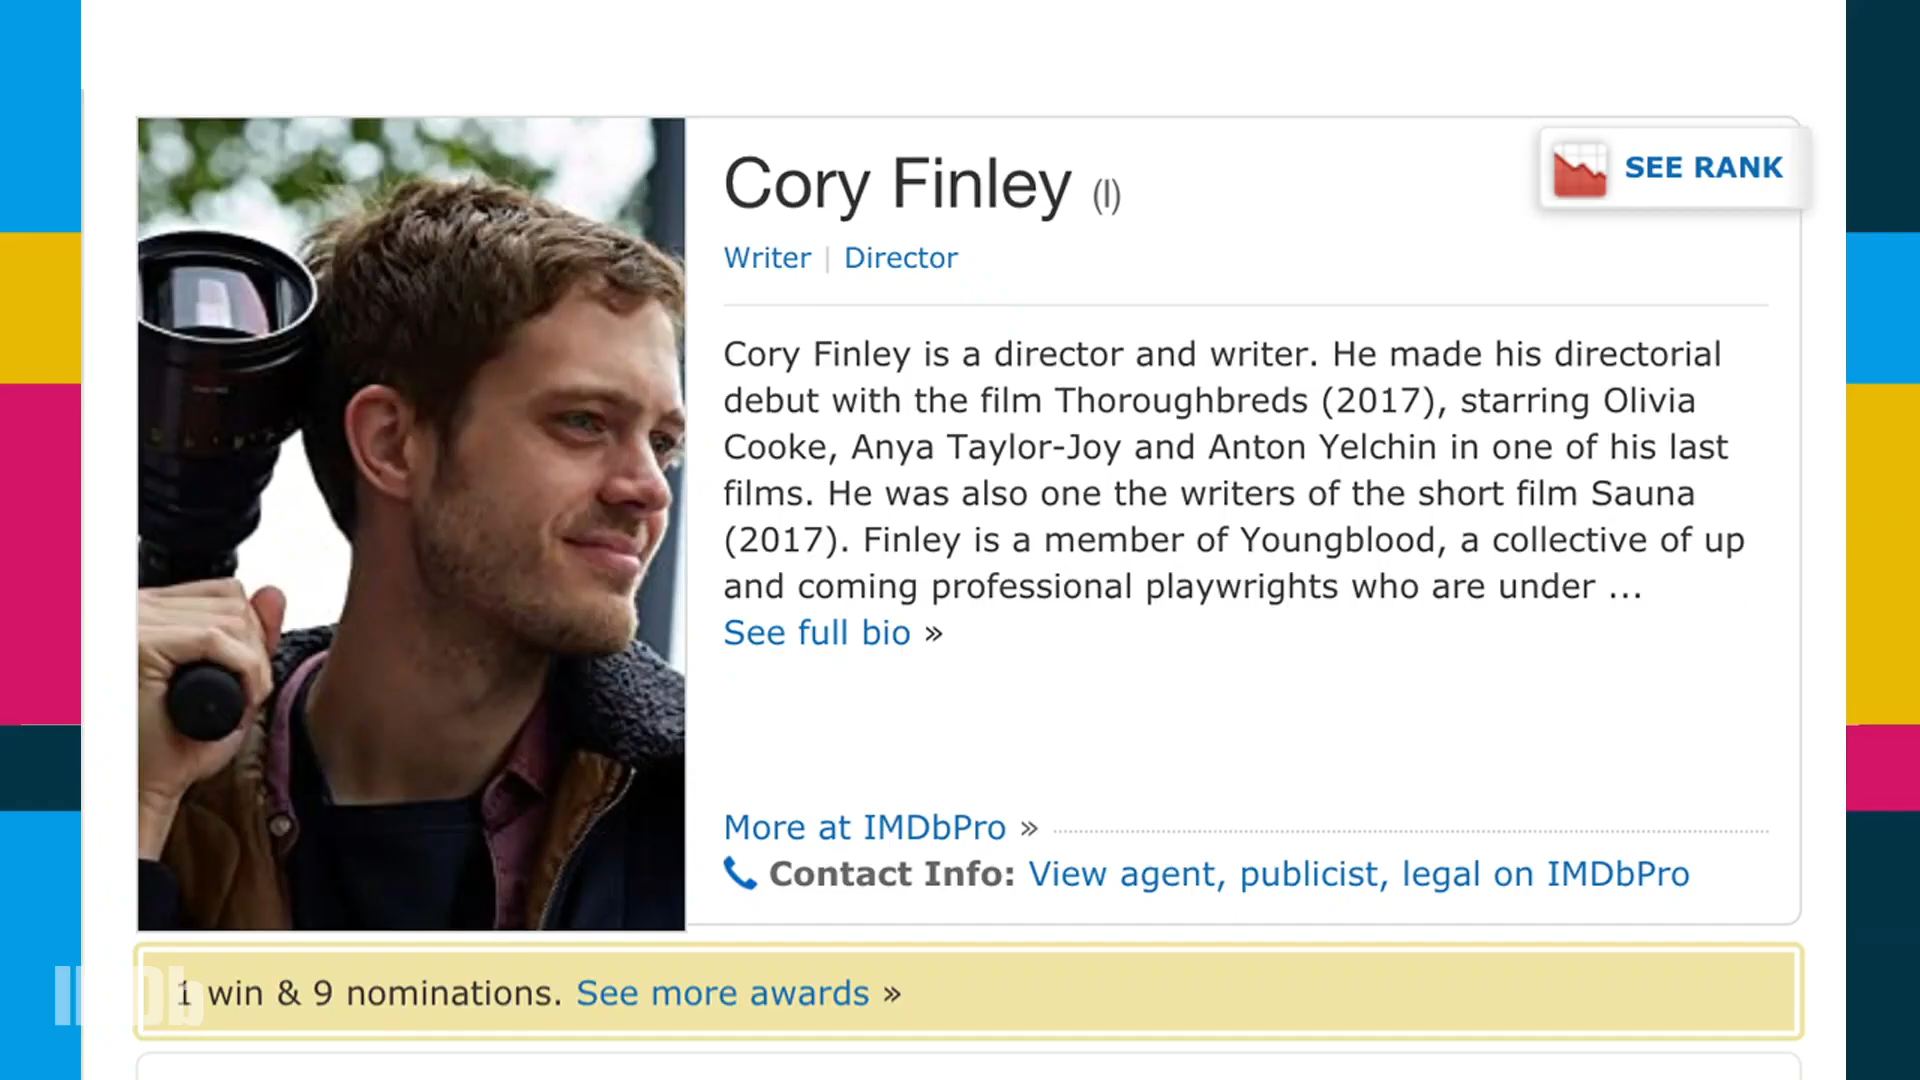 Cory Finley (I)
SEE RANK
Writer | Director
Cory Finley is a director and writer. He made his directorial
debut with the film Thoroughbreds (2017), starring Olivia
Cooke, Anya Taylor-Joy and Anton Yelchin in one of his last
films. He was also one the writers of the short film Sauna
(2017). Finley is a member of Youngblood, a collective of up
and coming professional playwrights who are under ...
See full bio »
More at IMDbPro »
Contact Info: View agent, publicist, legal on IMDbPro
1 win & 9 nominations. See more awards »
IMDb